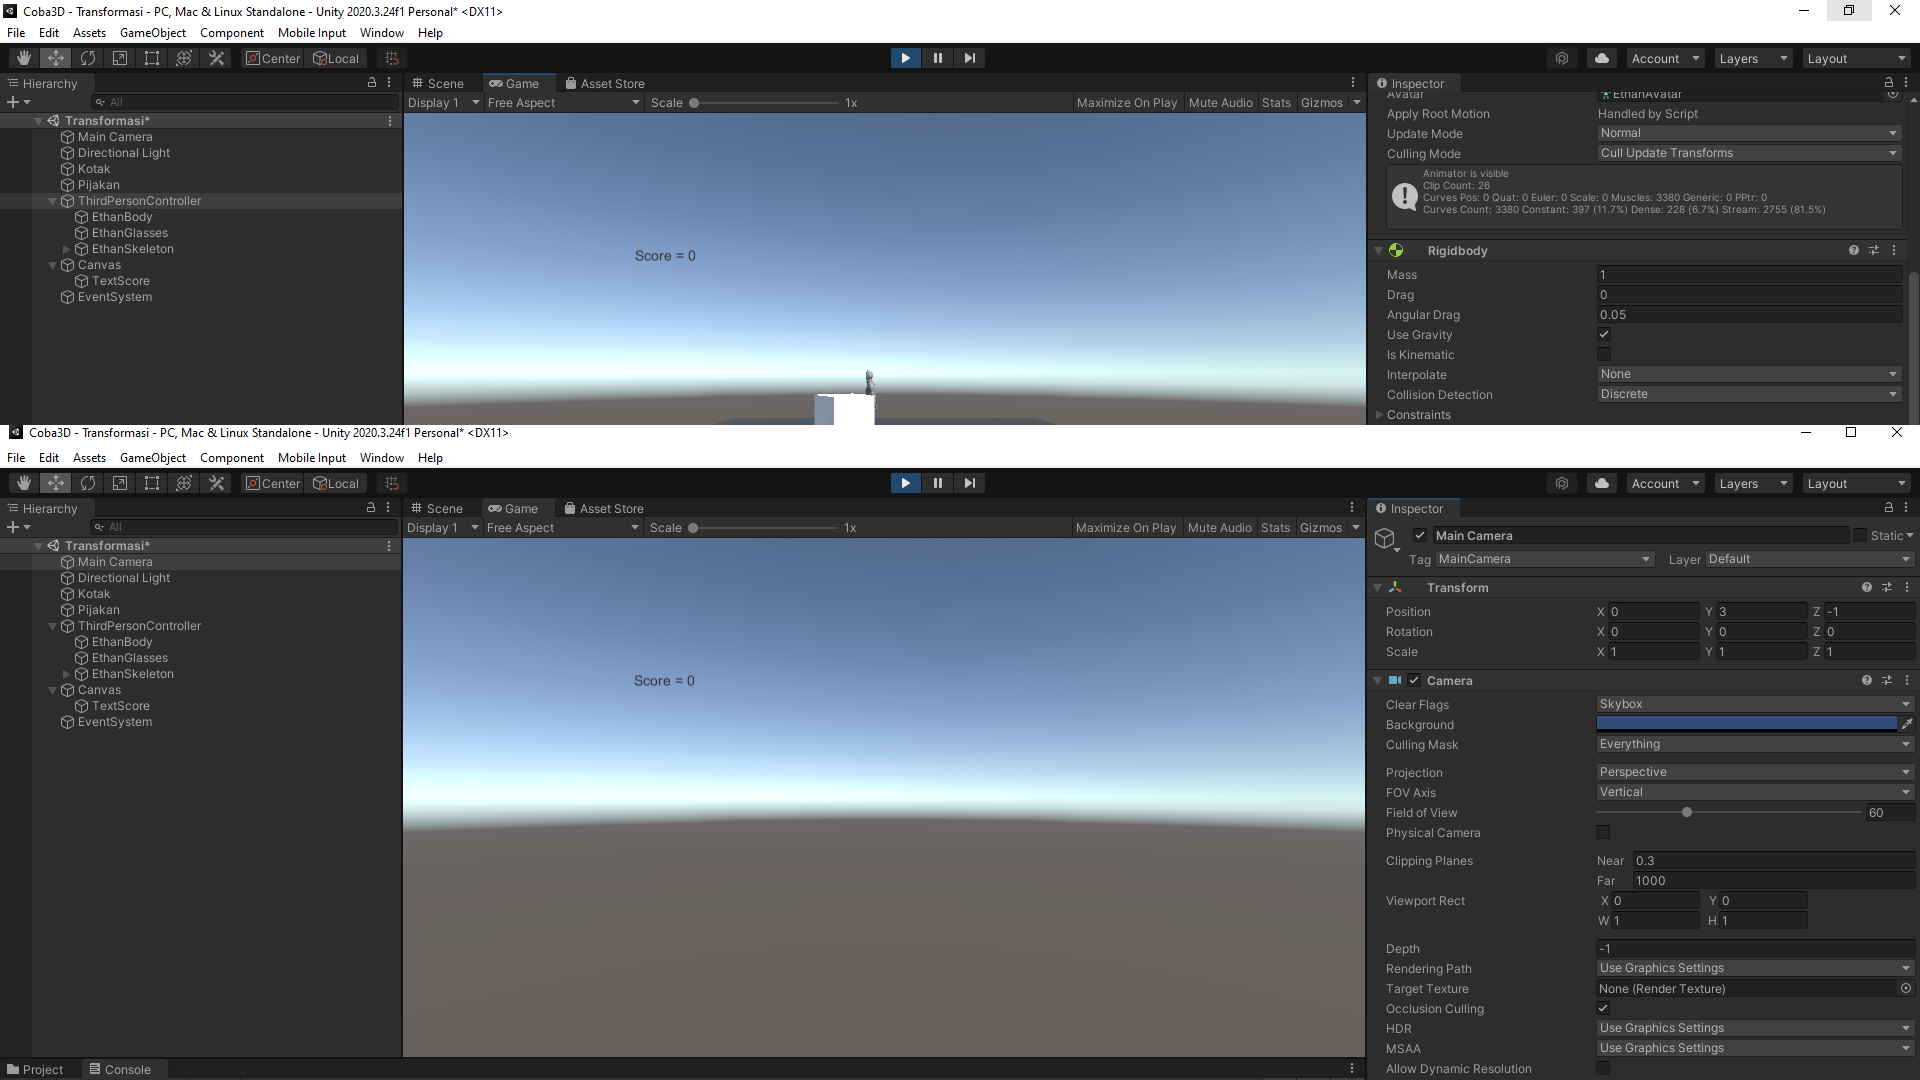 Coba3D - Transformasi - PC, Mac & Linux Standalone - Unity 2020.3.24f1 Personal* <DX11>
File Edit Assets GameObject Component Mobile Input Window Help
Center Local Account Layers Layout
Hierarchy Scene Game Asset Store Inspector
All Display 1 Free Aspect Scale 1x Maximize On Play Mute Audio Stats Gizmos
Transformasi*
Main Camera
Directional Light
Kotak
Pijakan
ThirdPersonController
EthanBody
EthanGlasses
EthanSkeleton
Canvas
TextScore
EventSystem
Score = 0
Avatar EthanAvatar
Apply Root Motion Handled by Script
Update Mode Normal
Culling Mode Cull Update Transforms
Animator is visible
Clip Count: 26
Curves Pos: 0 Quat: 0 Euler: 0 Scale: 0 Muscles: 3380 Generic: 0 PPtr: 0
Curves Count: 3380 Constant: 397 (11.7%) Dense: 228 (6.7%) Stream: 2755 (81.5%)
Rigidbody
Mass 1
Drag 0
Angular Drag 0.05
Use Gravity
Is Kinematic
Interpolate None
Collision Detection Discrete
Constraints
Coba3D - Transformasi - PC, Mac & Linux Standalone - Unity 2020.3.24f1 Personal* <DX11>
File Edit Assets GameObject Component Mobile Input Window Help
Center Local Account Layers Layout
Hierarchy Scene Game Asset Store Inspector
All Display 1 Free Aspect Scale 1x Maximize On Play Mute Audio Stats Gizmos
Transformasi*
Main Camera
Directional Light
Kotak
Pijakan
ThirdPersonController
EthanBody
EthanGlasses
EthanSkeleton
Canvas
TextScore
EventSystem
Score = 0
Main Camera Static
Tag MainCamera Layer Default
Transform
Position X 0 Y 3 Z -1
Rotation X 0 Y 0 Z 0
Scale X 1 Y 1 Z 1
Camera
Clear Flags Skybox
Background
Culling Mask Everything
Projection Perspective
FOV Axis Vertical
Field of View 60
Physical Camera
Clipping Planes Near 0.3
Far 1000
Viewport Rect X 0 Y 0
W 1 H 1
Depth -1
Rendering Path Use Graphics Settings
Target Texture None (Render Texture)
Occlusion Culling
HDR Use Graphics Settings
MSAA Use Graphics Settings
Allow Dynamic Resolution
Project Console